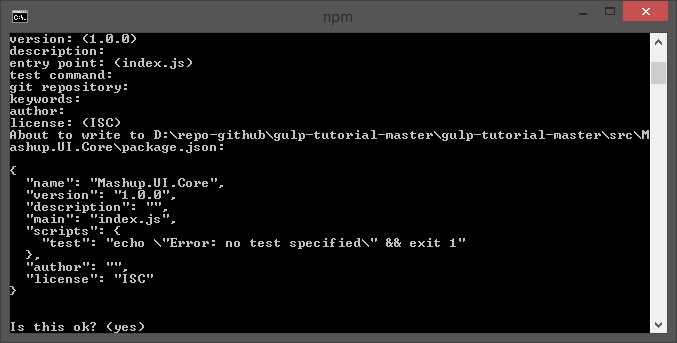 npm
version: (1.0.0)
description:
entry point: (index.js)
test command:
git repository:
keywords:
author:
license: (ISC)
About to write to D:\repo-github\gulp-tutorial-master\gulp-tutorial-master\src\M
ashup.UI.Core\package.json:
{
  "name": "Mashup.UI.Core",
  "version": "1.0.0",
  "description": "",
  "main": "index.js",
  "scripts": {
    "test": "echo \"Error: no test specified\" && exit 1"
  },
  "author": "",
  "license": "ISC"
}
Is this ok? (yes)